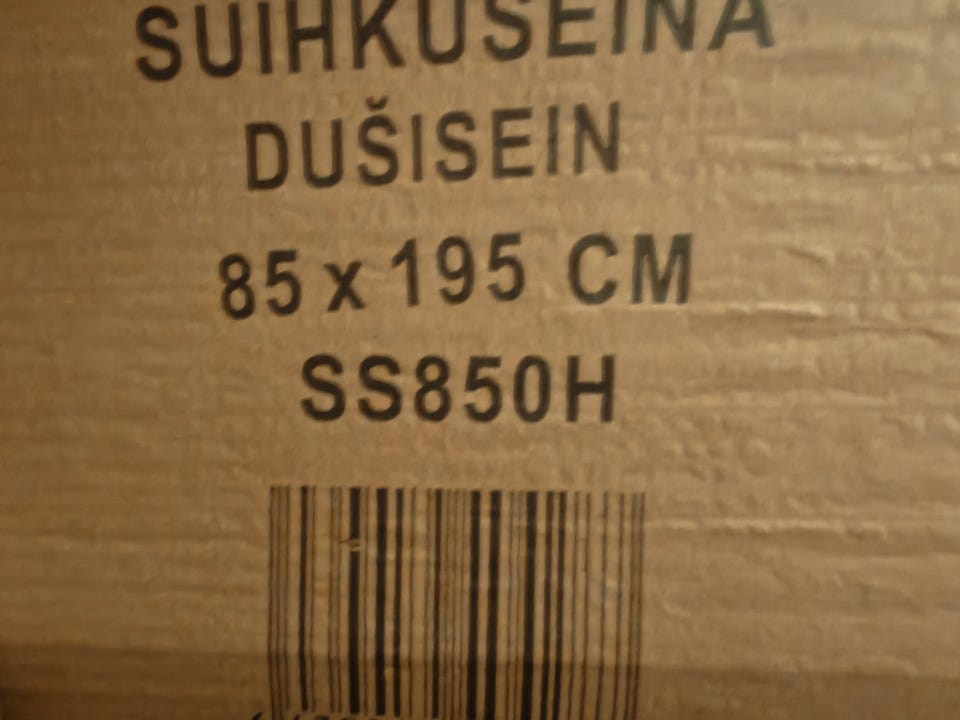 SUIHKUSEINÄ
DUŠISEIN
85 x 195 CM
SS850H